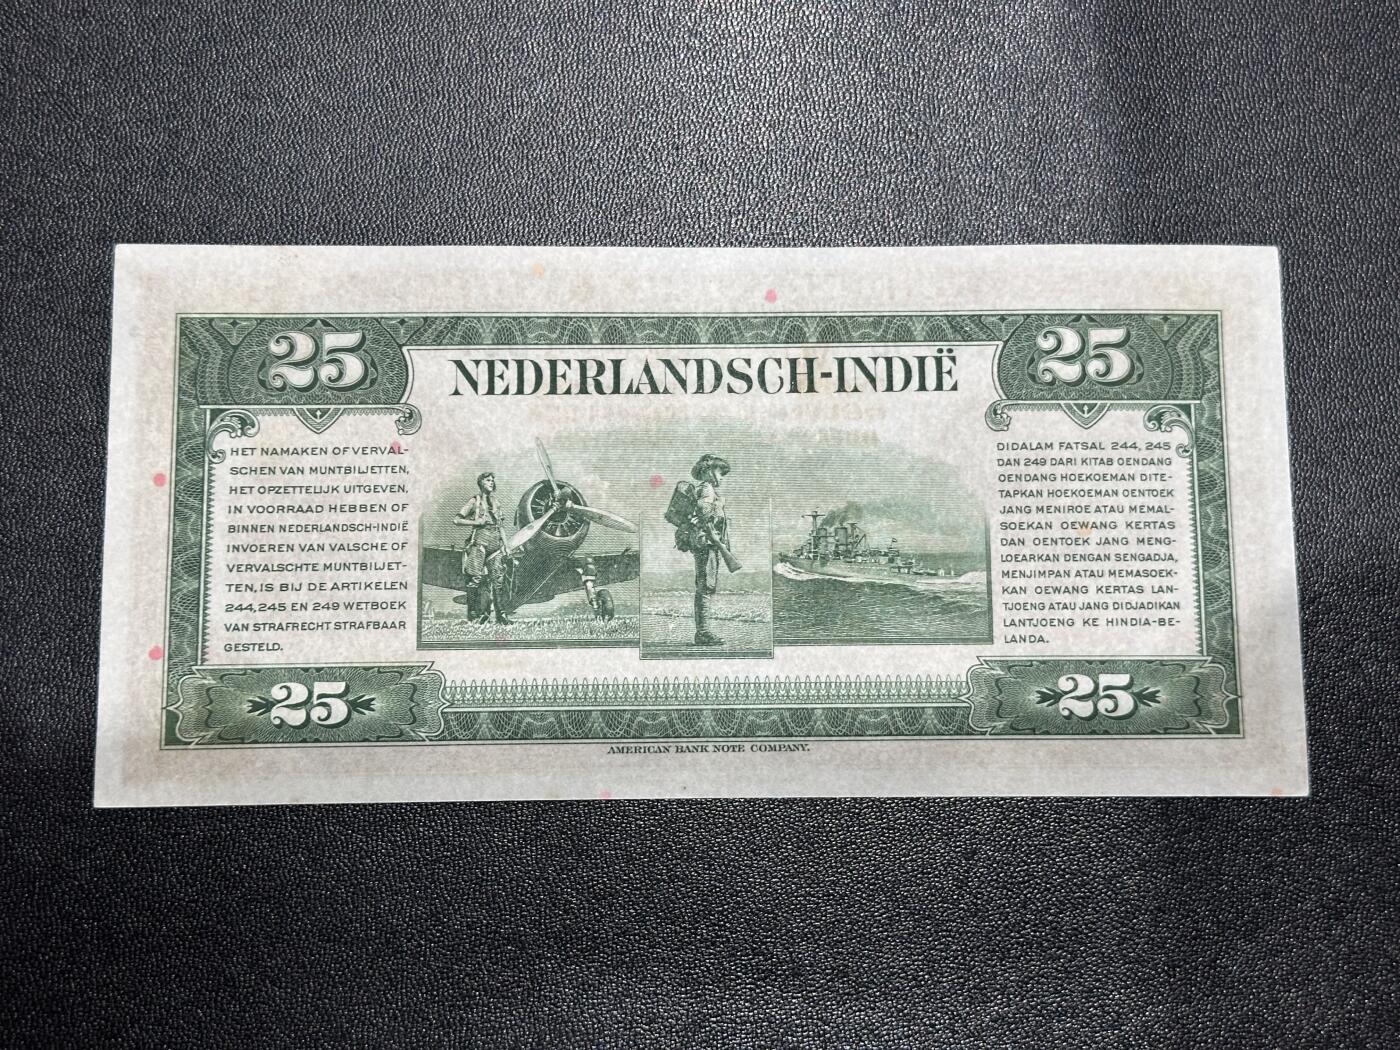 25
25
NEDERLANDSCH-INDIË
HET NAMAKEN OF VERVAL-
SCHEN VAN MUNTBILJETTEN,
HET OPZETTELIJK UITGEVEN,
IN VOORRAAD HEBBEN OF
BINNEN NEDERLANDSCH-INDIË
INVOEREN VAN VALSCHE OF
VERVALSCHTE MUNTBILJET-
TEN, IS BIJ DE ARTIKELEN
244, 245 EN 249 WETBOEK
VAN STRAFRECHT STRAFBAAR
GESTELD.
DIDALAM FATSAL 244, 245
DAN 249 DARI KITAB OENDANG
OENDANG HOEKOEMAN DITE-
TAPKAN HOEKOEMAN OENTOEK
JANG MENIROE ATAU MEMAL-
SOEKAN OEWANG KERTAS
DAN OENTOEK JANG MENG-
LOEARKAN DENGAN SENGADJA,
MENJIMPAN ATAU MEMASOEK-
KAN OEWANG KERTAS LAN-
TJOENG ATAU JANG DIDJADIKAN
LANTJOENG KE HINDIA-BE-
LANDA.
25
25
AMERICAN BANK NOTE COMPANY.